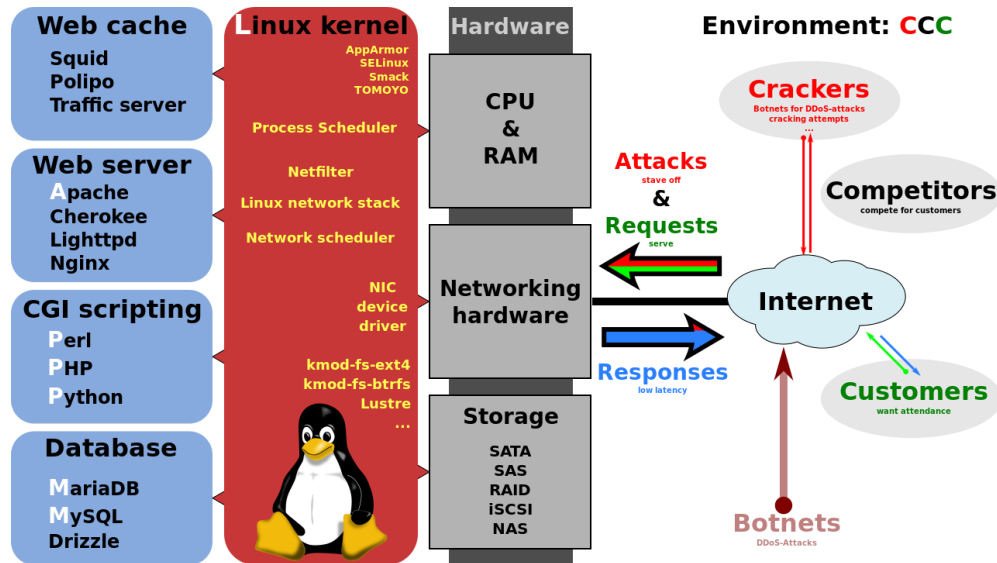 Web cache
Squid
Polipo
Traffic server
Web server
Apache
Cherokee
Lighttpd
Nginx
CGI scripting
Perl
PHP
Python
Database
MariaDB
MySQL
Drizzle
Linux kernel
AppArmor
SELinux
Smack
TOMOYO
Process Scheduler
Netfilter
Linux network stack
Network scheduler
NIC
device
driver
kmod-fs-ext4
kmod-fs-btrfs
Lustre
...
Hardware
CPU
&
RAM
Networking
hardware
Storage
SATA
SAS
RAID
iSCSI
NAS
Environment: CCC
Crackers
Botnets for DDoS-attacks
cracking attempts
...
Attacks
stave off
&
Requests
serve
Competitors
compete for customers
Internet
Responses
low latency
Customers
want attendance
Botnets
DDoS-Attacks